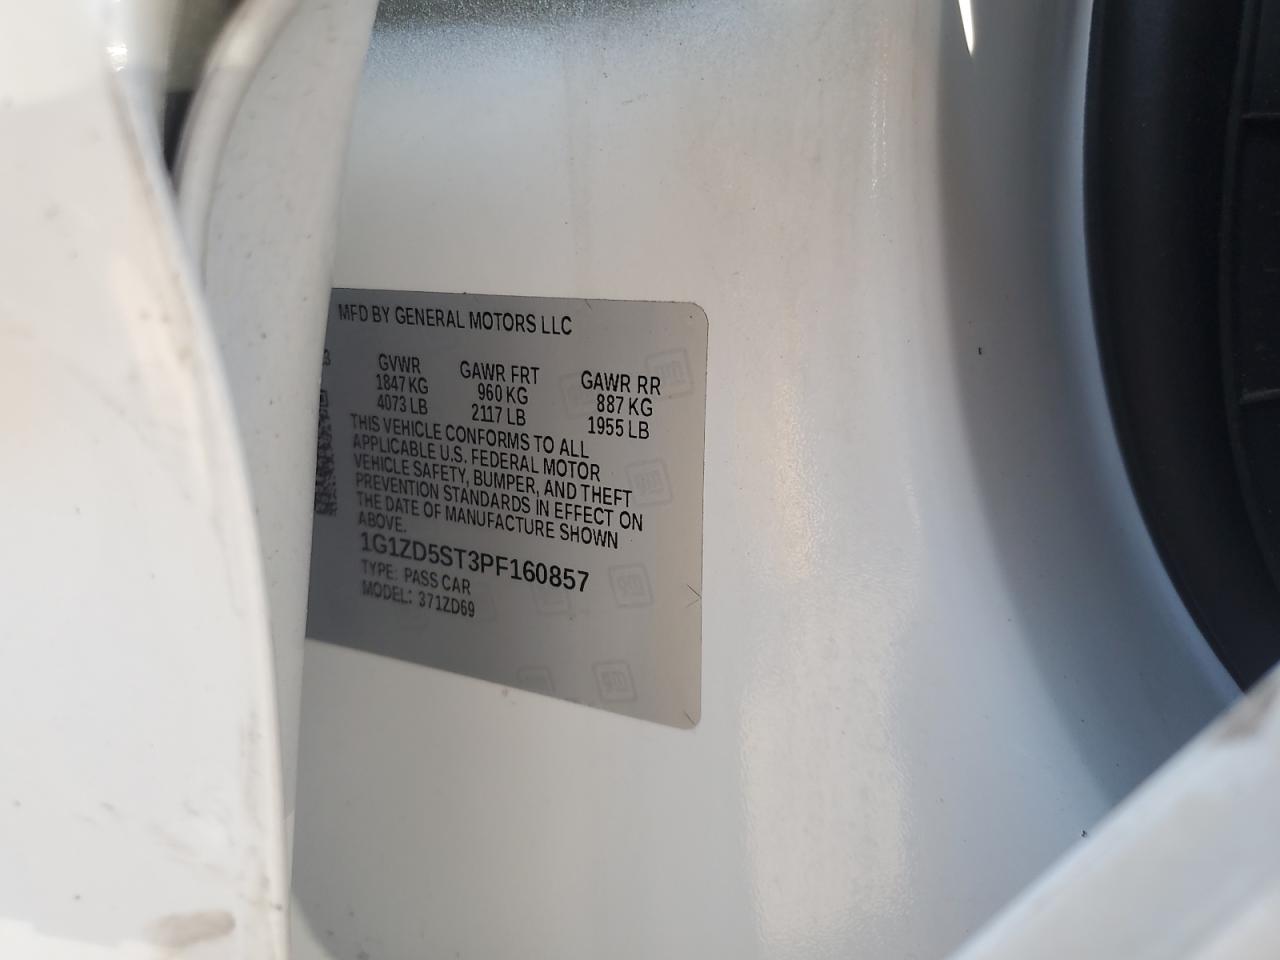 MFD BY GENERAL MOTORS LLC
3
GVWR GAWR FRT GAWR RR
1847 KG 960 KG 887 KG
4073 LB 2117 LB 1955 LB
THIS VEHICLE CONFORMS TO ALL
APPLICABLE U.S. FEDERAL MOTOR
VEHICLE SAFETY, BUMPER, AND THEFT
PREVENTION STANDARDS IN EFFECT ON
THE DATE OF MANUFACTURE SHOWN
ABOVE.
1G1ZD5ST3PF160857
TYPE: PASS CAR
MODEL: 371ZD69